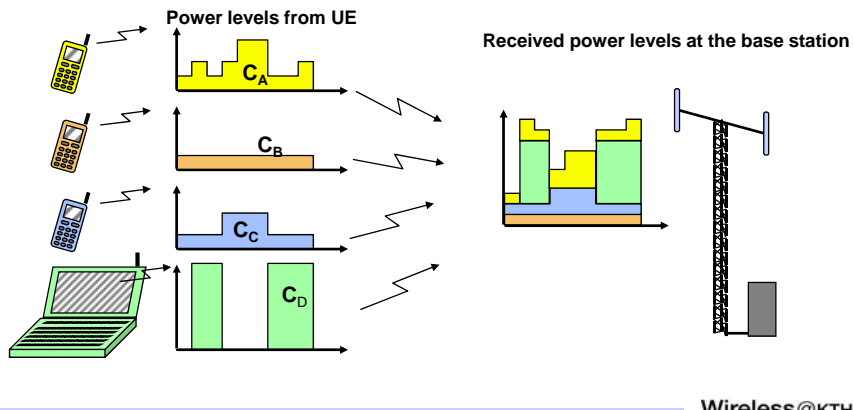 Power levels from UE
Received power levels at the base station
CA
CB
CC
CD
Wireless@KTH